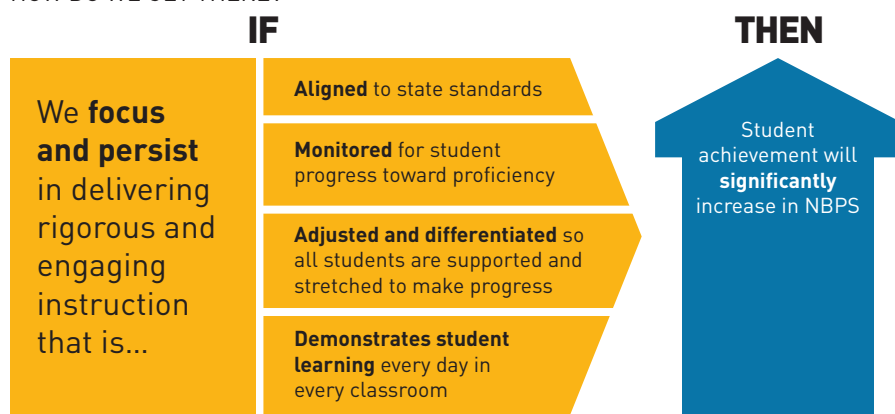 IF
THEN
We focus
and persist
in delivering
rigorous and
engaging
instruction
that is...
Aligned to state standards
Monitored for student
progress toward proficiency
Adjusted and differentiated so
all students are supported and
stretched to make progress
Demonstrates student
learning every day in
every classroom
Student
achievement will
significantly
increase in NBPS